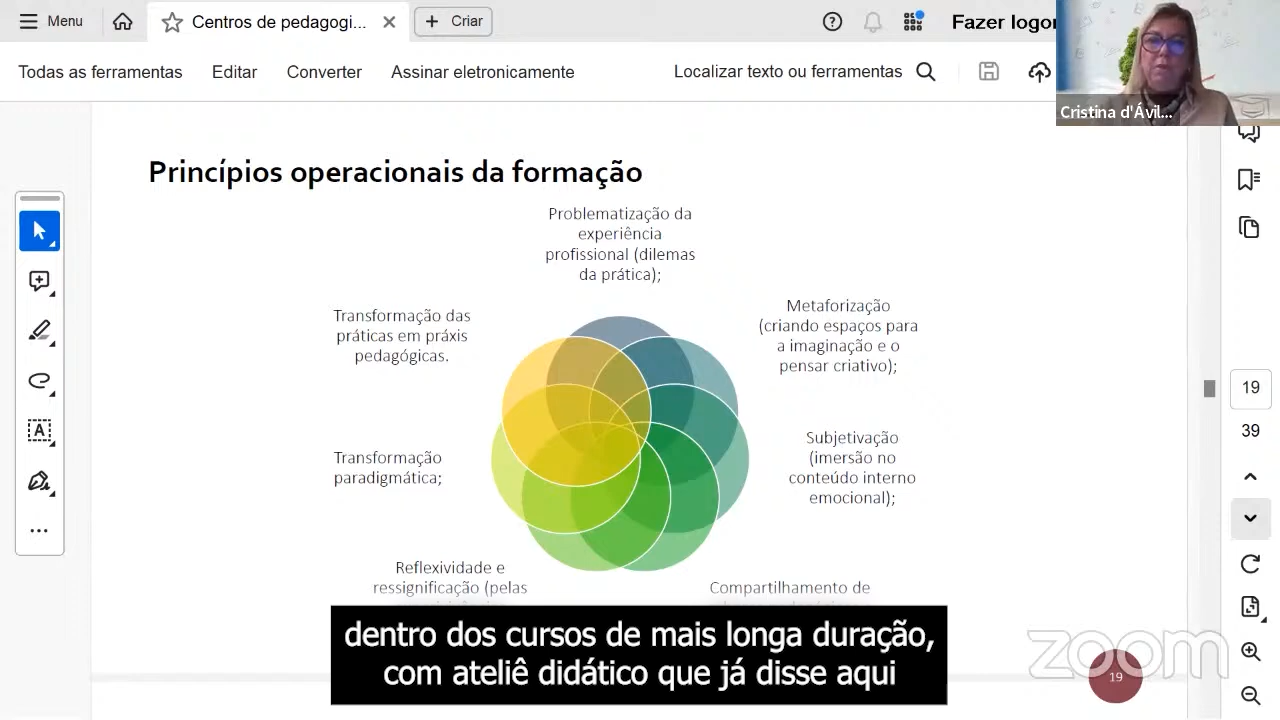 Menu
Centros de pedagogi...
Criar
Fazer logon
Todas as ferramentas
Editar
Converter
Assinar eletronicamente
Localizar texto ou ferramentas
Cristina d'Ávil...
Princípios operacionais da formação
Problematização da
experiência
profissional (dilemas
da prática);
Metaforização
(criando espaços para
a imaginação e o
pensar criativo);
Subjetivação
(imersão no
conteúdo interno
emocional);
Compartilhamento de
Reflexividade e
ressignificação (pelas
Transformação
paradigmática;
Transformação das
práticas em práxis
pedagógicas.
19
39
dentro dos cursos de mais longa duração,
com ateliê didático que já disse aqui
zoom
19